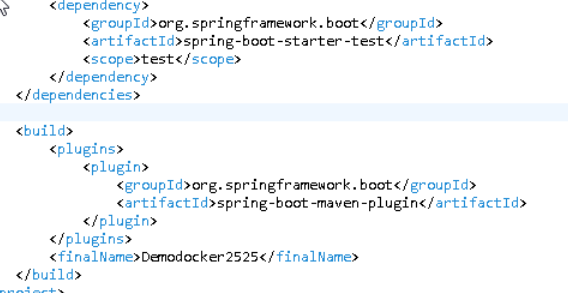 <dependency>
<groupId>org.springframework.boot</groupId>
<artifactId>spring-boot-starter-test</artifactId>
<scope>test</scope>
</dependency>
</dependencies>
<build>
<plugins>
<plugin>
<groupId>org.springframework.boot</groupId>
<artifactId>spring-boot-maven-plugin</artifactId>
</plugin>
</plugins>
<finalName>Demodocker2525</finalName>
</build>
project>